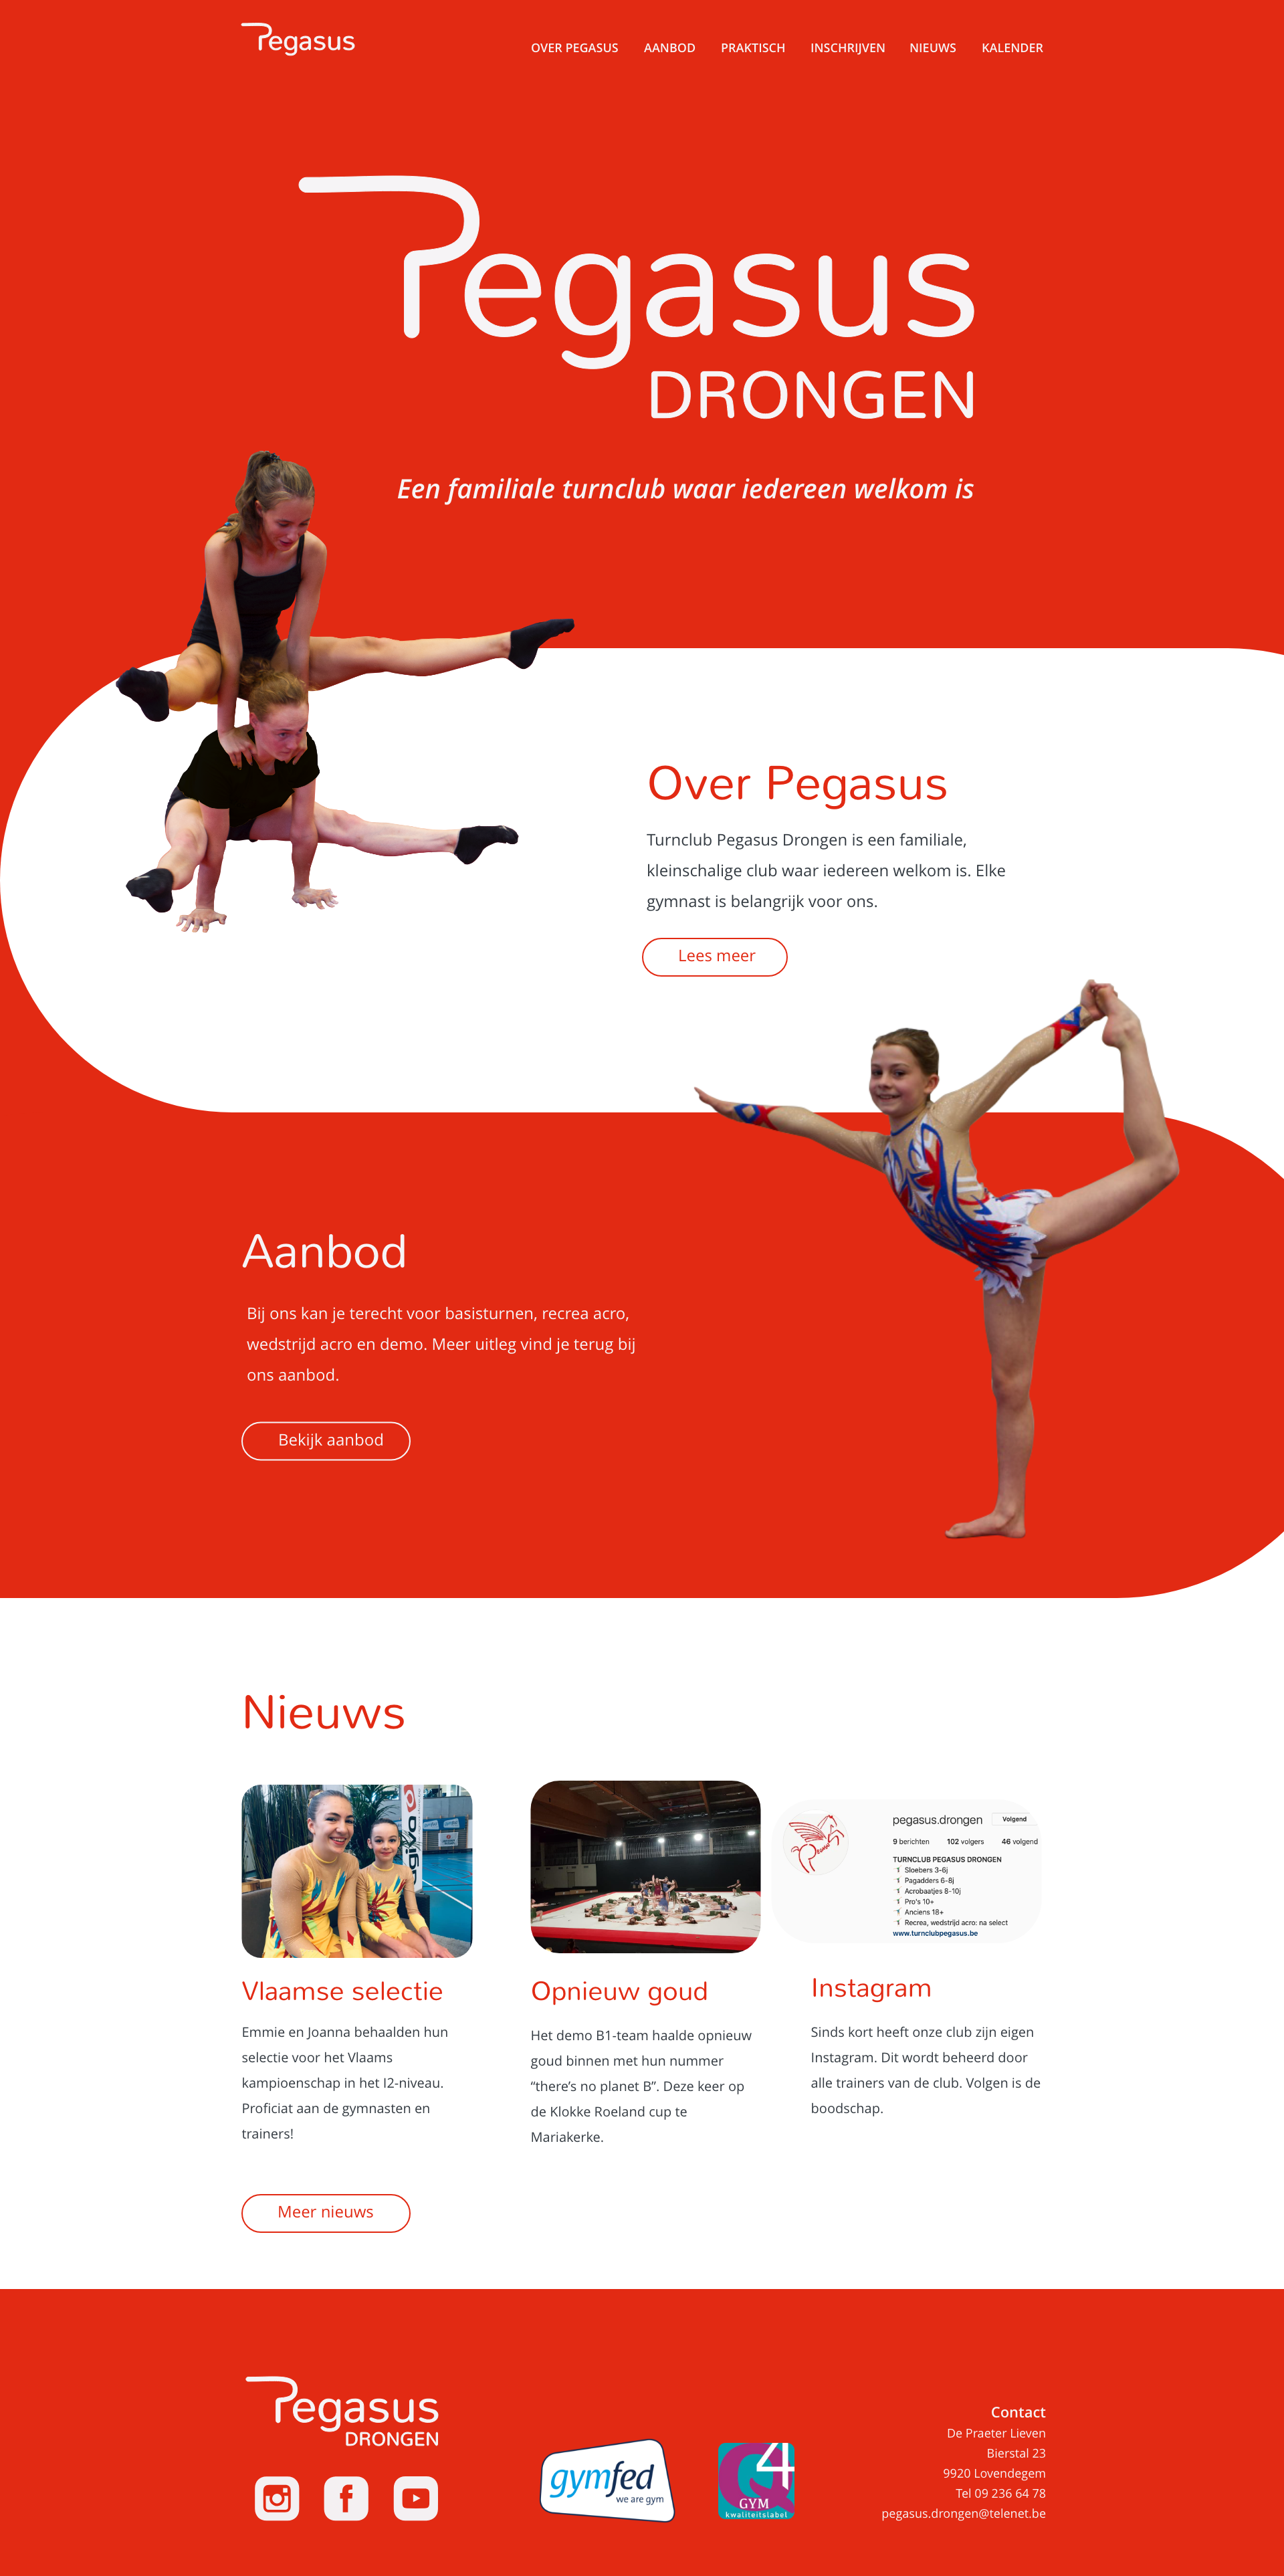 Pegasus
OVER PEGASUS AANBOD PRAKTISCH INSCHRIJVEN NIEUWS KALENDER
Pegasus
DRONGEN
Een familiale turnclub waar iedereen welkom is
Over Pegasus
Turnclub Pegasus Drongen is een familiale,
kleinschalige club waar iedereen welkom is. Elke
gymnast is belangrijk voor ons.
Lees meer
Aanbod
Bij ons kan je terecht voor basisturnen, recrea acro,
wedstrijd acro en demo. Meer uitleg vind je terug bij
ons aanbod.
Bekijk aanbod
Nieuws
pegasus.drongen Volgend
9 berichten 102 volgers 46 volgend
TURNCLUB PEGASUS DRONGEN
Sloebers 3-6j
Pagadders 6-8j
Acrobaatjes 8-10j
Pro's 10+
Anciens 18+
Recrea, wedstrijd acro: na select
www.turnclubpegasus.be
Vlaamse selectie
Emmie en Joanna behaalden hun
selectie voor het Vlaams
kampioenschap in het I2-niveau.
Proficiat aan de gymnasten en
trainers!
Opnieuw goud
Het demo B1-team haalde opnieuw
goud binnen met hun nummer
“there’s no planet B”. Deze keer op
de Klokke Roeland cup te
Mariakerke.
Instagram
Sinds kort heeft onze club zijn eigen
Instagram. Dit wordt beheerd door
alle trainers van de club. Volgen is de
boodschap.
Meer nieuws
Pegasus
DRONGEN
gymfed
we are gym
Q4
GYM
kwaliteitslabel
Contact
De Praeter Lieven
Bierstal 23
9920 Lovendegem
Tel 09 236 64 78
pegasus.drongen@telenet.be